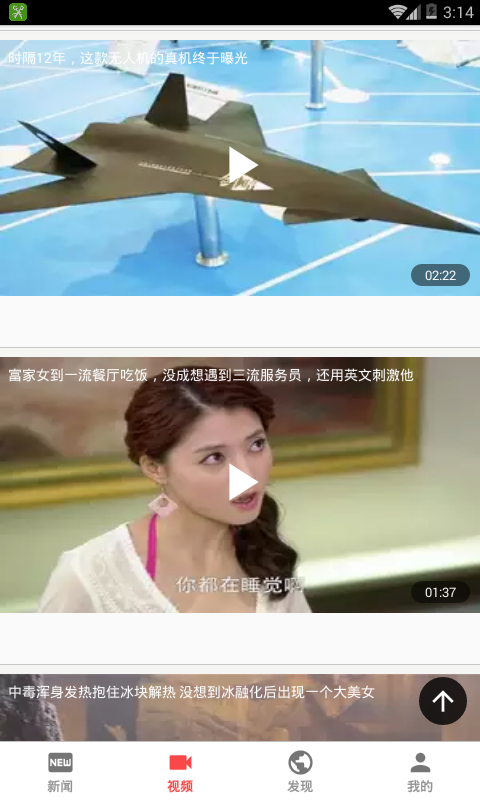 3:14
时隔12年，这款无人机的真机终于曝光
02:22
富家女到一流餐厅吃饭，没成想遇到三流服务员，还用英文刺激他
你都在睡觉啊
01:37
中毒浑身发热抱住冰块解热 没想到冰融化后出现一个大美女
NEW
新闻
视频
发现
我的